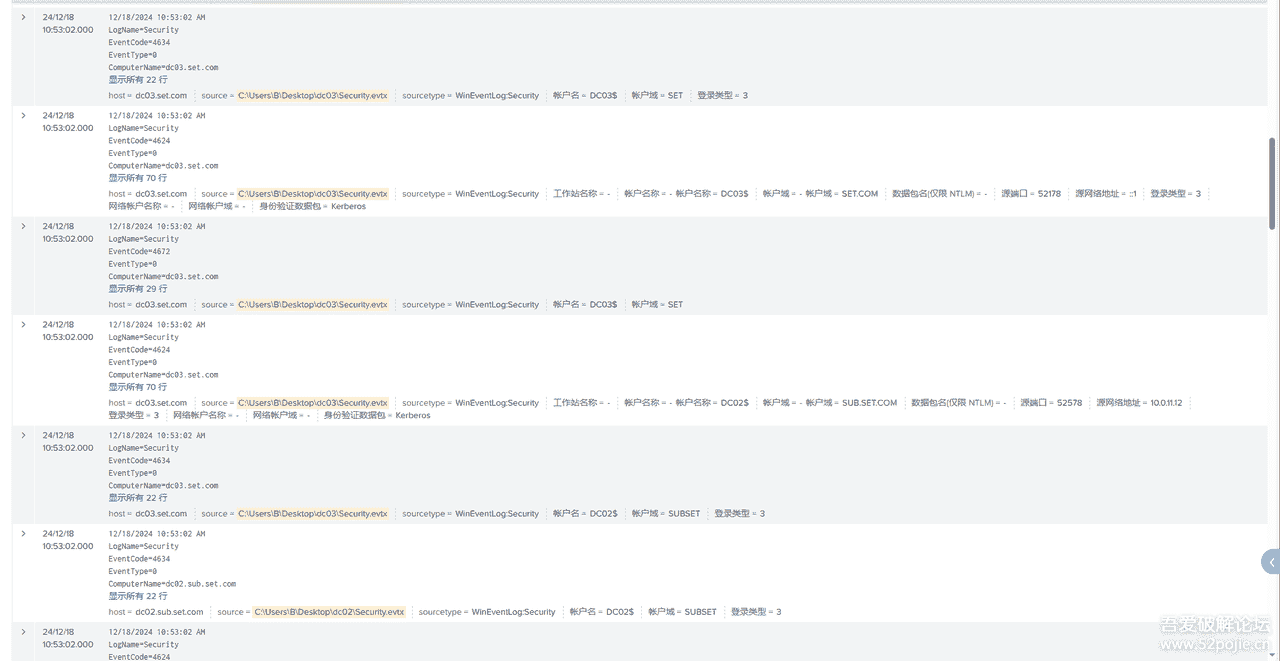 24/12/18 12/18/2024 10:53:02 AM
10:53:02.000 LogName=Security
EventCode=4634
EventType=0
ComputerName=dc03.set.com
显示所有 22 行
host = dc03.set.com source = C:\Users\B\Desktop\dc03\Security.evtx sourcetype = WinEventLog:Security 帐户名 = DC03$ 帐户域 = SET 登录类型 = 3
24/12/18 12/18/2024 10:53:02 AM
10:53:02.000 LogName=Security
EventCode=4624
EventType=0
ComputerName=dc03.set.com
显示所有 70 行
host = dc03.set.com source = C:\Users\B\Desktop\dc03\Security.evtx sourcetype = WinEventLog:Security 工作站名称 = - 帐户名称 = - 帐户名称 = DC03$ 帐户域 = - 帐户域 = SET.COM 数据包名(仅限 NTLM) = - 源端口 = 52178 源网络地址 = ::1 登录类型 = 3
网络帐户名称 = - 网络帐户域 = - 身份验证数据包 = Kerberos
24/12/18 12/18/2024 10:53:02 AM
10:53:02.000 LogName=Security
EventCode=4672
EventType=0
ComputerName=dc03.set.com
显示所有 29 行
host = dc03.set.com source = C:\Users\B\Desktop\dc03\Security.evtx sourcetype = WinEventLog:Security 帐户名 = DC03$ 帐户域 = SET
24/12/18 12/18/2024 10:53:02 AM
10:53:02.000 LogName=Security
EventCode=4624
EventType=0
ComputerName=dc03.set.com
显示所有 70 行
host = dc03.set.com source = C:\Users\B\Desktop\dc03\Security.evtx sourcetype = WinEventLog:Security 工作站名称 = - 帐户名称 = - 帐户名称 = DC02$ 帐户域 = - 帐户域 = SUB.SET.COM 数据包名(仅限 NTLM) = - 源端口 = 52578 源网络地址 = 10.0.11.12
登录类型 = 3 网络帐户名称 = - 网络帐户域 = - 身份验证数据包 = Kerberos
24/12/18 12/18/2024 10:53:02 AM
10:53:02.000 LogName=Security
EventCode=4634
EventType=0
ComputerName=dc03.set.com
显示所有 22 行
host = dc03.set.com source = C:\Users\B\Desktop\dc03\Security.evtx sourcetype = WinEventLog:Security 帐户名 = DC02$ 帐户域 = SUBSET 登录类型 = 3
24/12/18 12/18/2024 10:53:02 AM
10:53:02.000 LogName=Security
EventCode=4634
EventType=0
ComputerName=dc02.sub.set.com
显示所有 22 行
host = dc02.sub.set.com source = C:\Users\B\Desktop\dc02\Security.evtx sourcetype = WinEventLog:Security 帐户名 = DC02$ 帐户域 = SUBSET 登录类型 = 3
24/12/18 12/18/2024 10:53:02 AM
10:53:02.000 LogName=Security
EventCode=4624
吾爱破解论坛
www.52pojie.cn